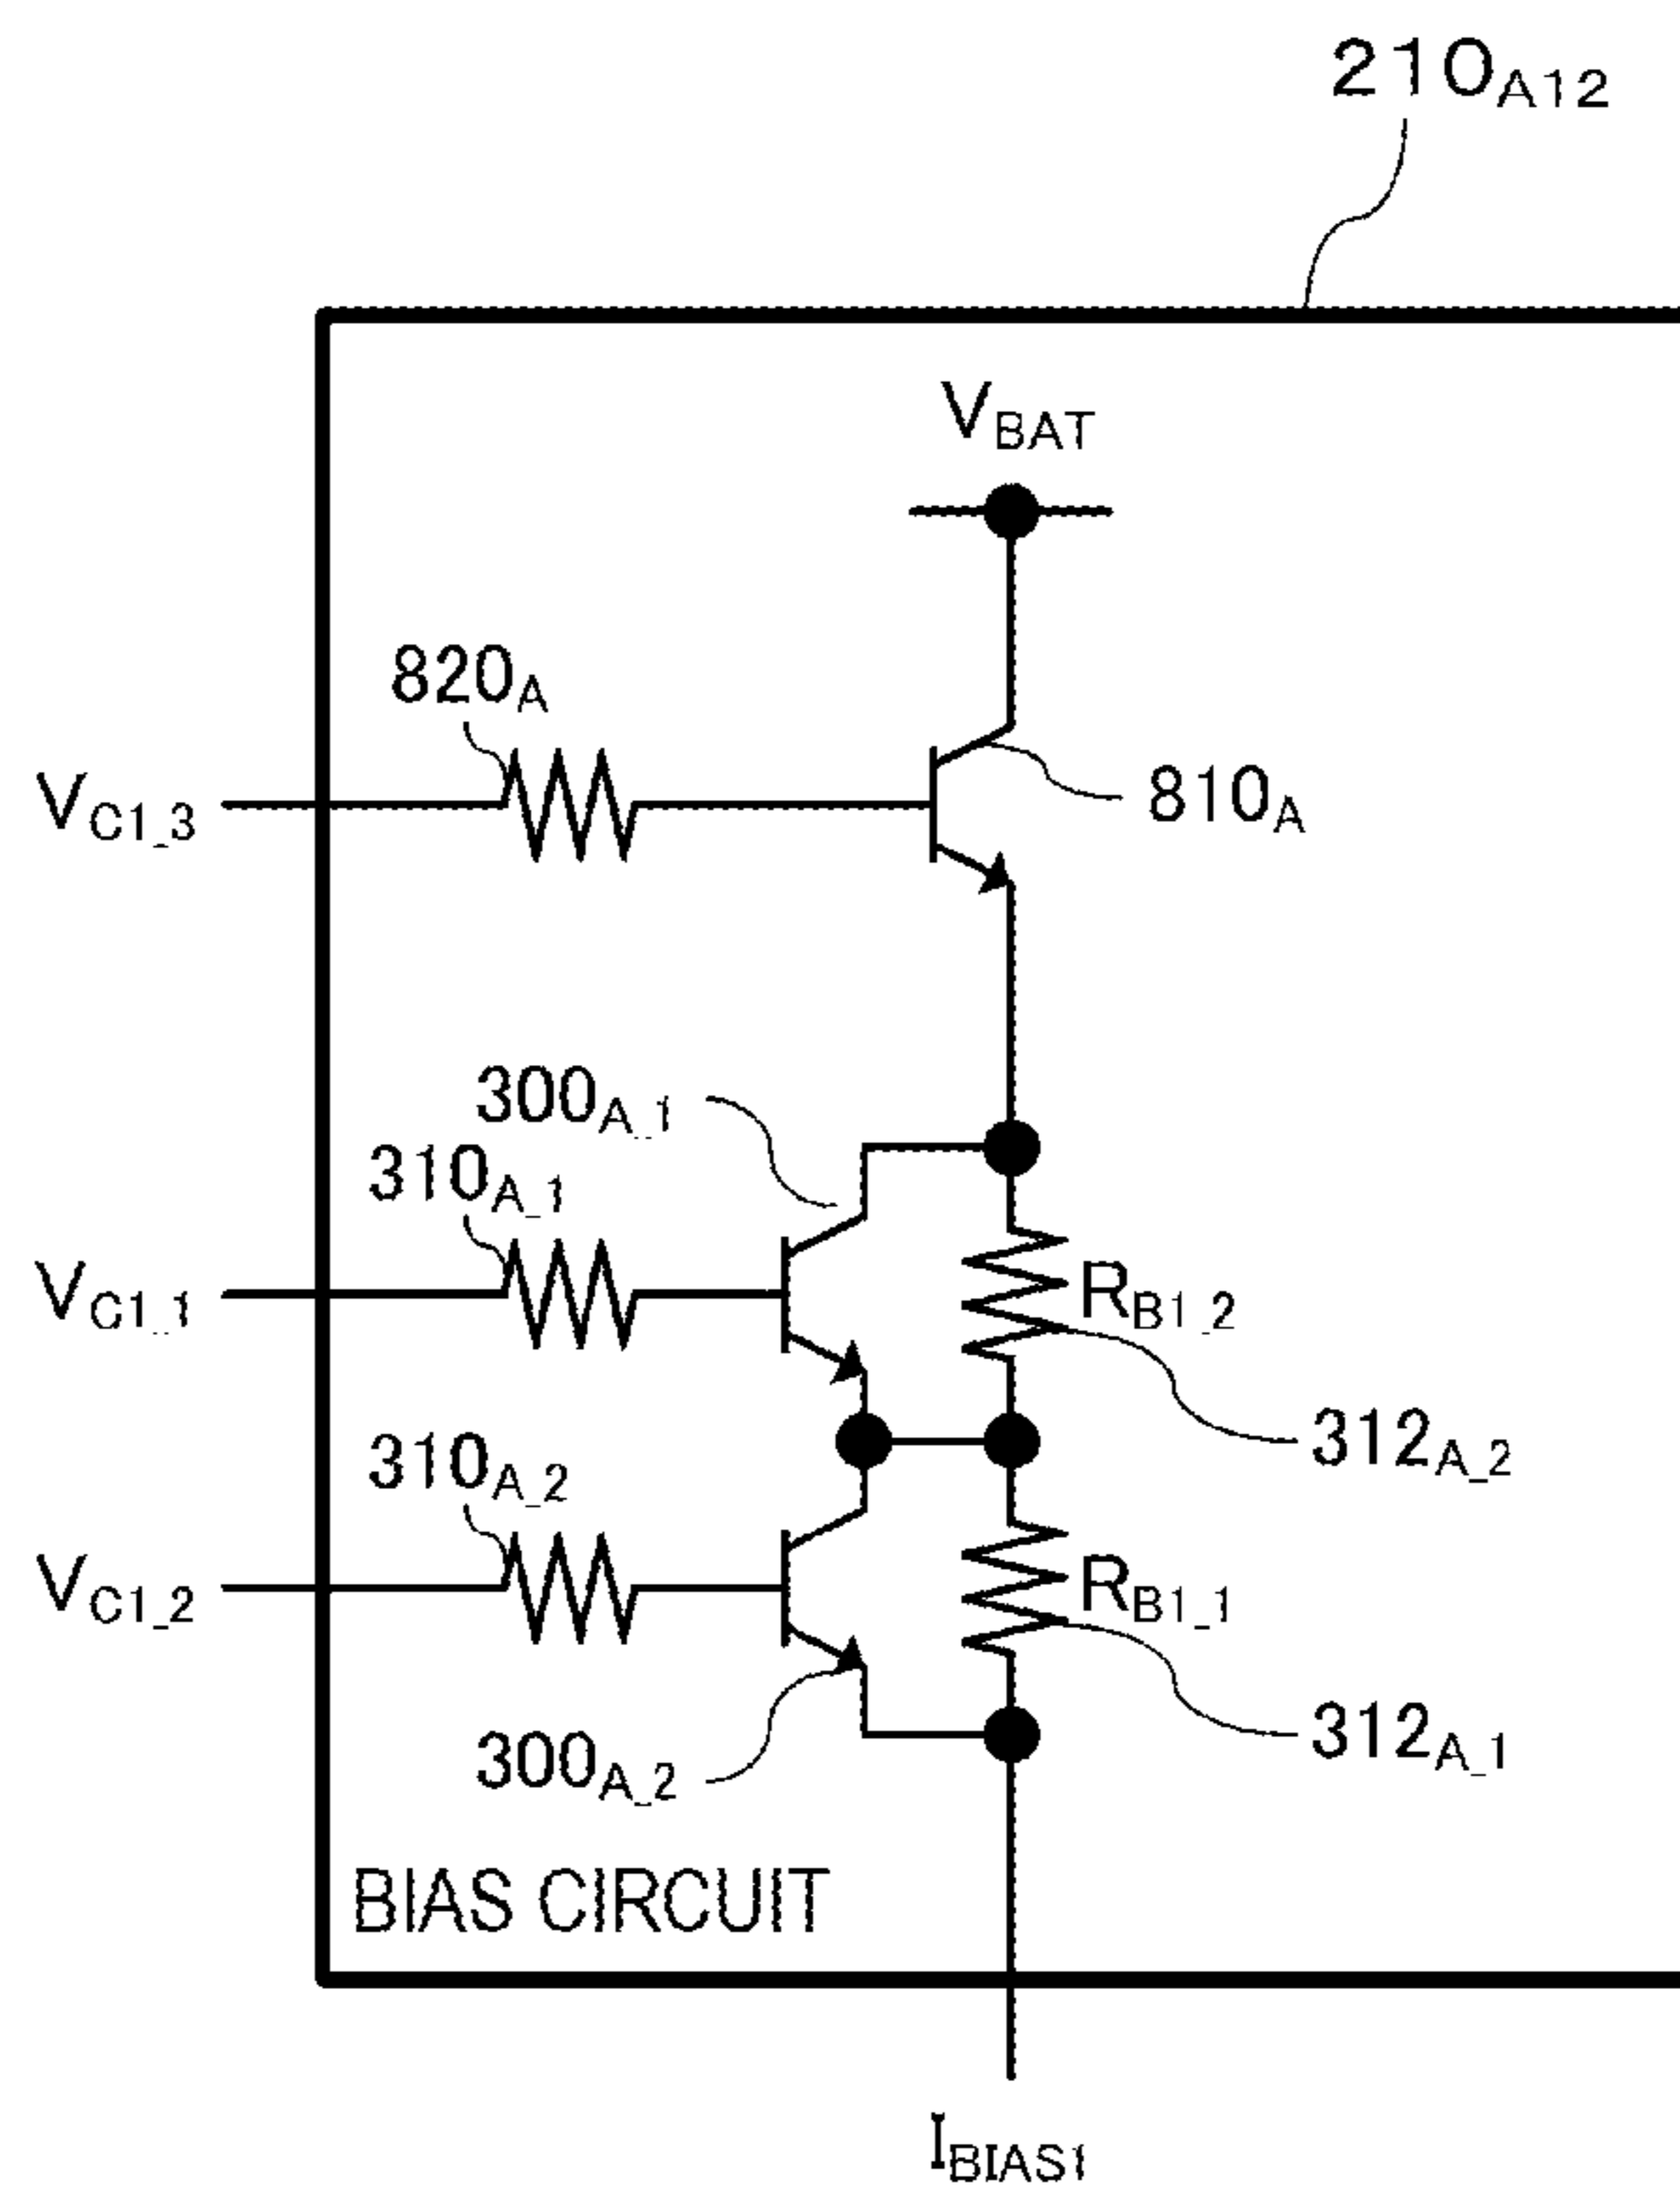 210A12
VBAT
820A
VC1_3
810A
300A_1
310A_1
VC1_1
RB1_2
312A_2
310A_2
VC1_2
RB1_1
312A_1
300A_2
BIAS CIRCUIT
IBIAS1